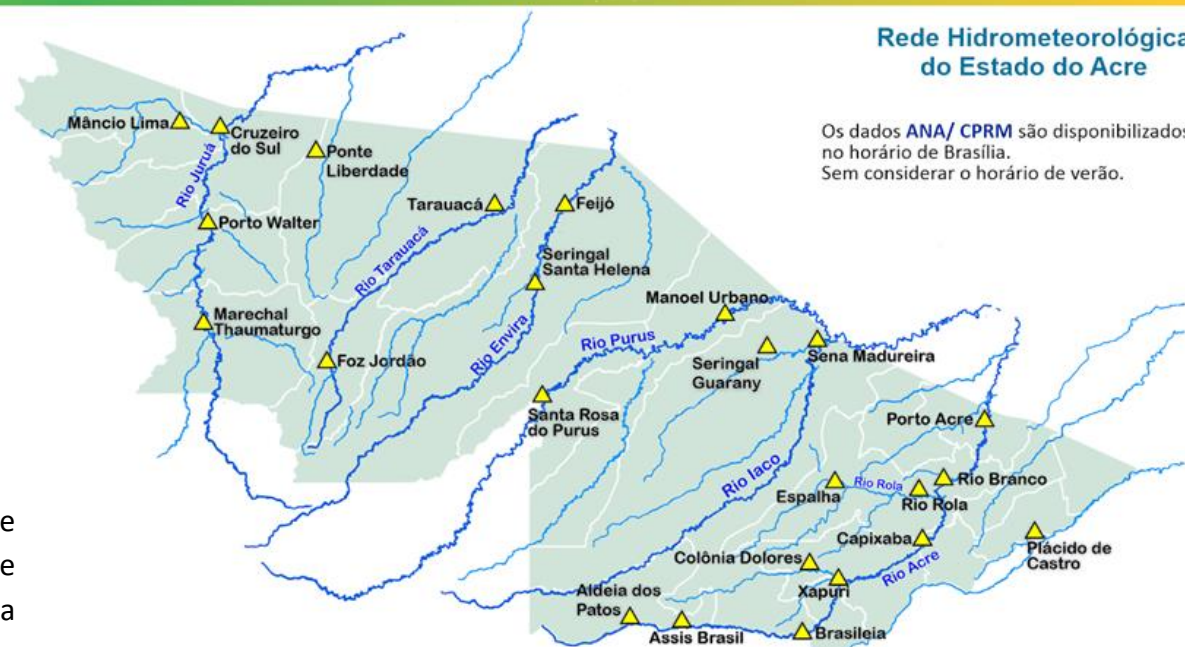 Rede Hidrometeorológica
do Estado do Acre
Os dados ANA/ CPRM são disponibilizados
no horário de Brasília.
Sem considerar o horário de verão.
Mâncio Lima
Cruzeiro
do Sul
Ponte
Liberdade
Rio Juruá
Porto Walter
Tarauacá
Feijó
Rio Tarauacá
Seringal
Santa Helena
Marechal
Thaumaturgo
Foz Jordão
Rio Envira
Manoel Urbano
Rio Purus
Seringal
Guarany
Sena Madureira
Santa Rosa
do Purus
Porto Acre
Rio Iaco
Espalha
Rio Rola
Rio Rola
Rio Branco
Capixaba
Plácido de
Castro
Colônia Dolores
Xapuri
Rio Acre
Aldeia dos
Patos
Assis Brasil
Brasileia
e
e
a